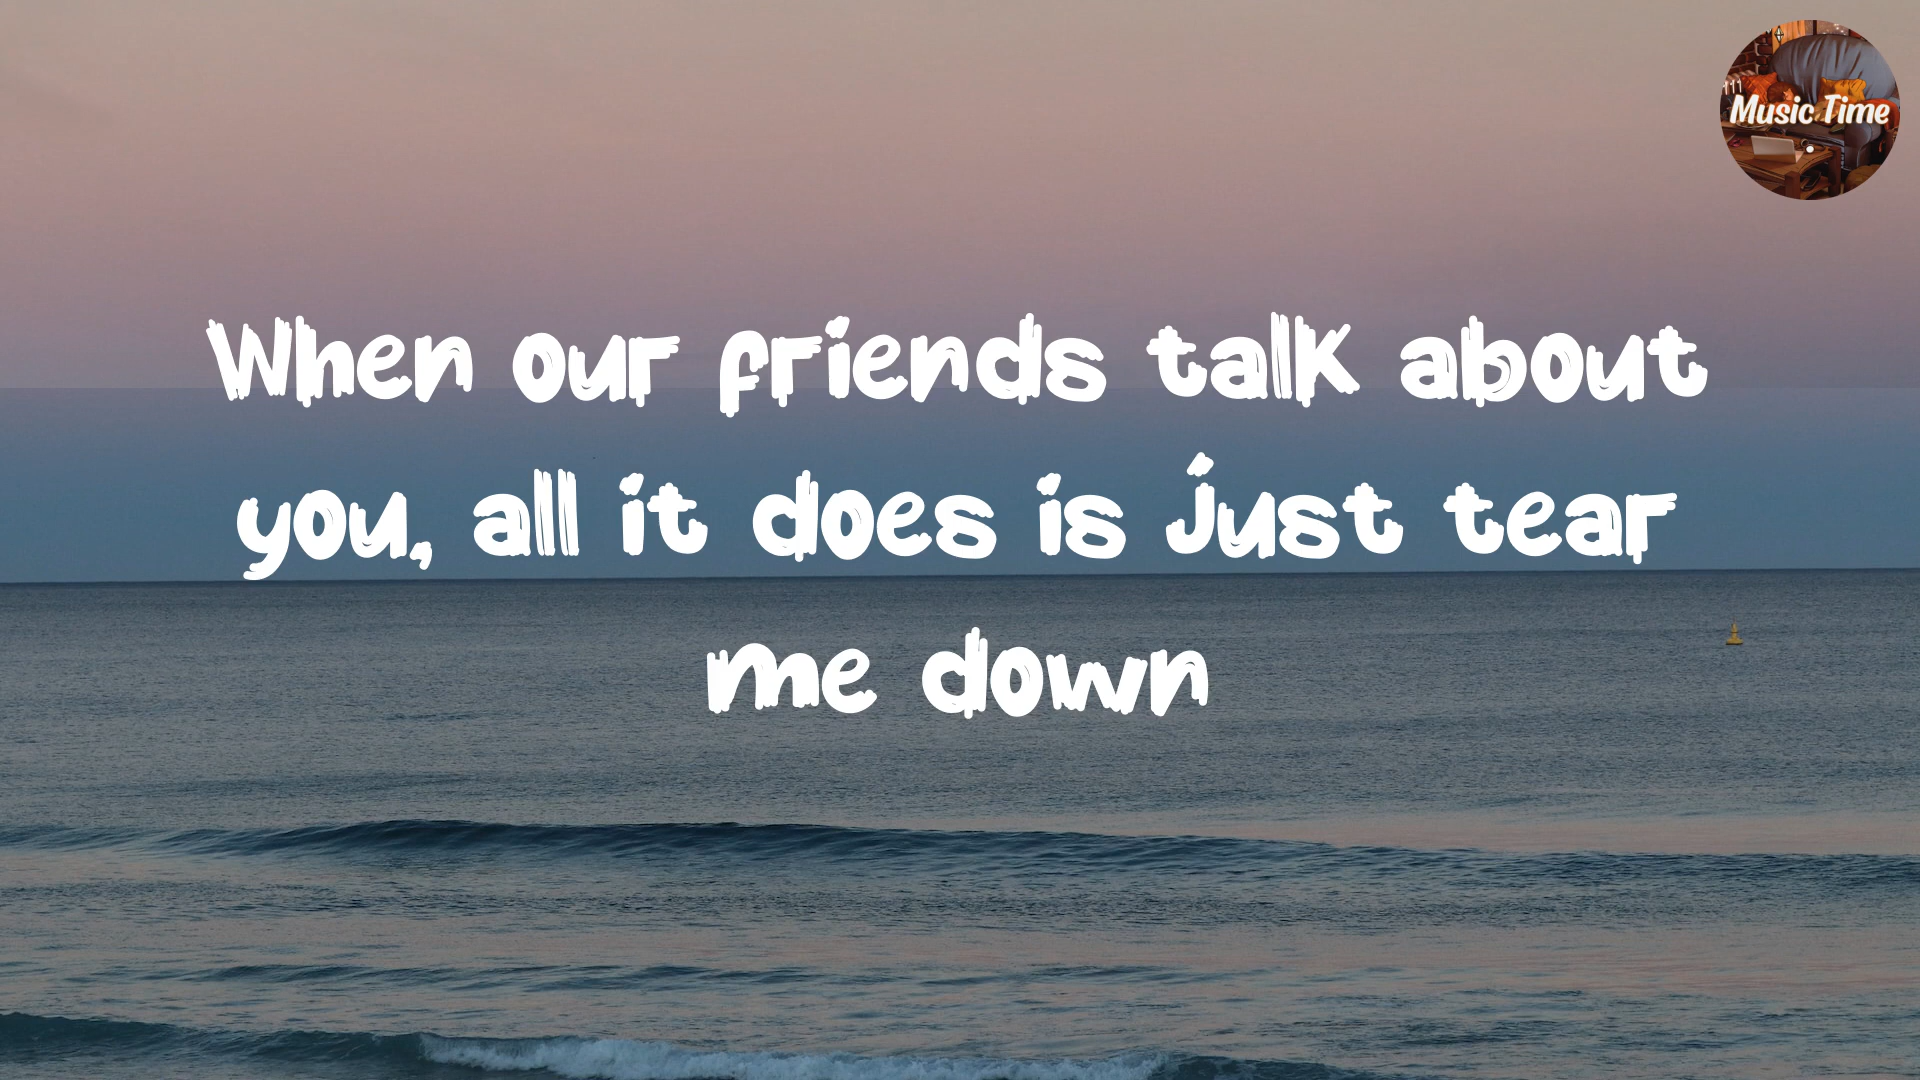 Music Time
When our friends talk about
you, all it does is just tear
me down